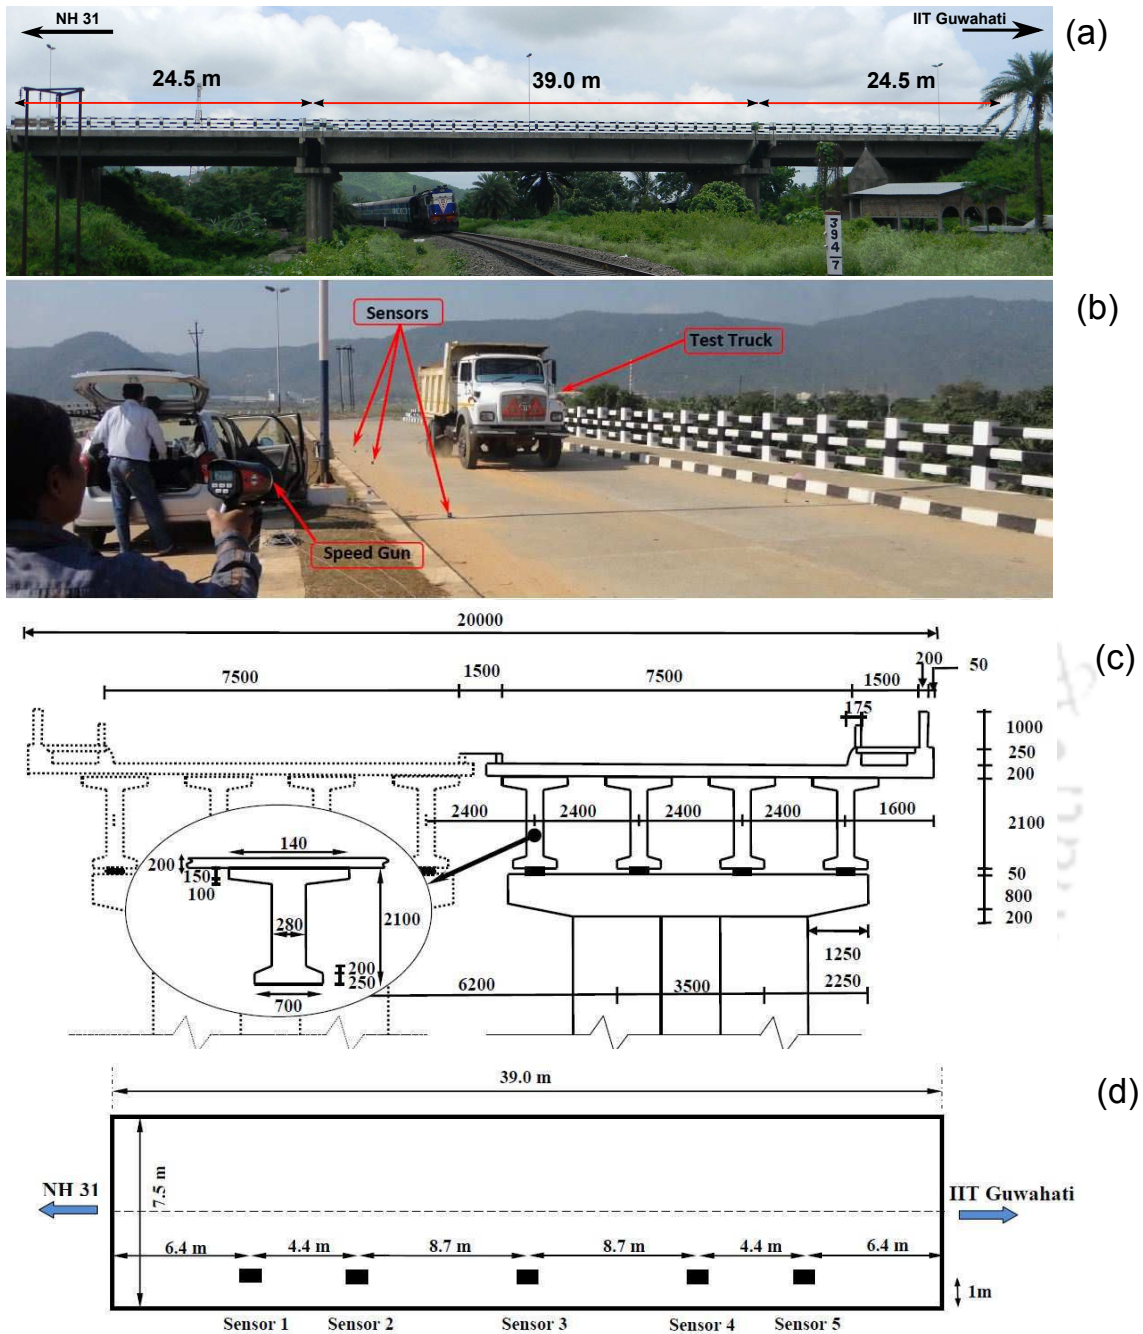 NH 31
IIT Guwahati
(a)
24.5 m
39.0 m
24.5 m
3
9
4
7
(b)
Sensors
Test Truck
Speed Gun
20000
(c)
200
50
7500
1500
7500
1500
175
1000
250
200
2400
2400
2400
2400
1600
2100
140
200
150
100
280
2100
50
800
200
200
250
700
1250
6200
3500
2250
39.0 m
(d)
7.5 m
NH 31
IIT Guwahati
6.4 m
4.4 m
8.7 m
8.7 m
4.4 m
6.4 m
1m
Sensor 1
Sensor 2
Sensor 3
Sensor 4
Sensor 5